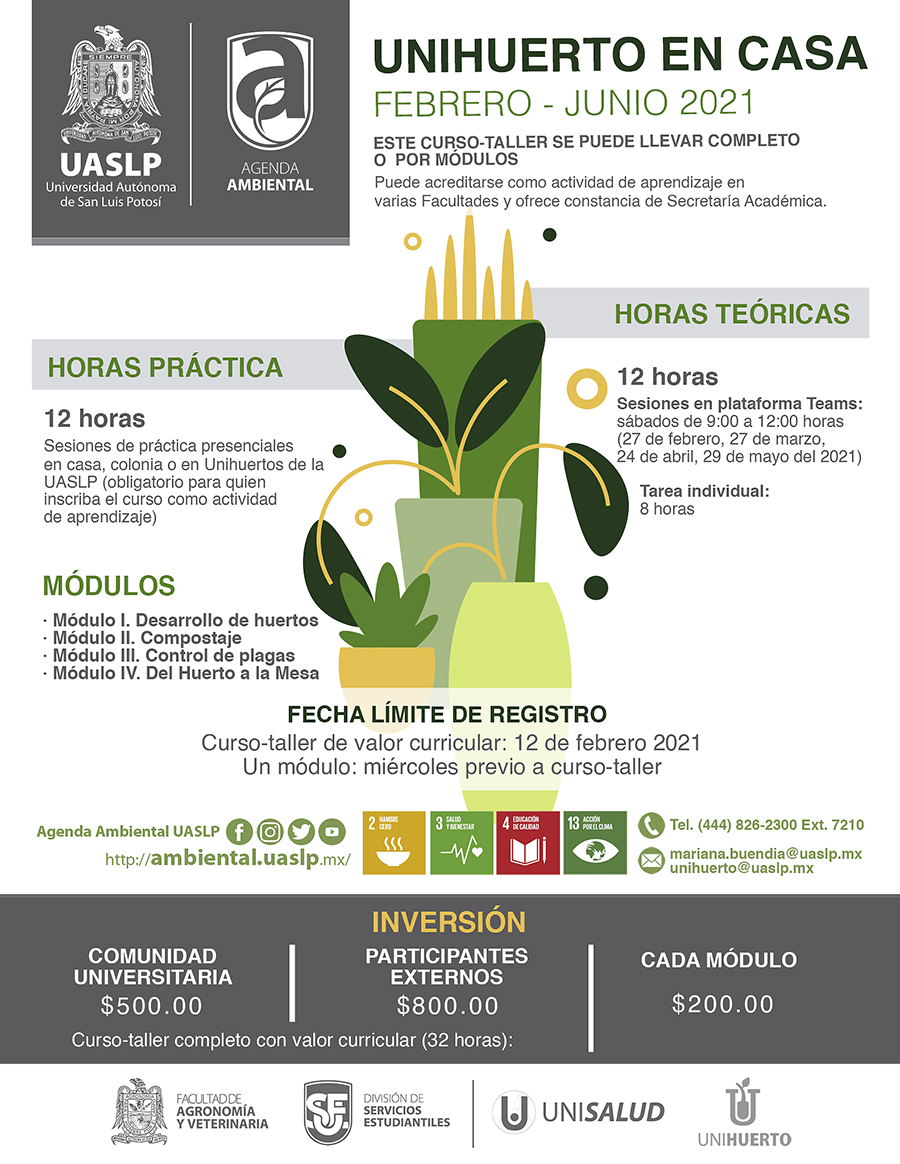 UASLP
Universidad Autónoma
de San Luis Potosí
AGENDA
AMBIENTAL
UNIHUERTO EN CASA
FEBRERO - JUNIO 2021
ESTE CURSO-TALLER SE PUEDE LLEVAR COMPLETO
O POR MÓDULOS
Puede acreditarse como actividad de aprendizaje en
varias Facultades y ofrece constancia de Secretaría Académica.
HORAS TEÓRICAS
12 horas
Sesiones en plataforma Teams:
sábados de 9:00 a 12:00 horas
(27 de febrero, 27 de marzo,
24 de abril, 29 de mayo del 2021)
Tarea individual:
8 horas
HORAS PRÁCTICA
12 horas
Sesiones de práctica presenciales
en casa, colonia o en Unihuertos de la
UASLP (obligatorio para quien
inscriba el curso como actividad
de aprendizaje)
MÓDULOS
· Módulo I. Desarrollo de huertos
· Módulo II. Compostaje
· Módulo III. Control de plagas
· Módulo IV. Del Huerto a la Mesa
FECHA LÍMITE DE REGISTRO
Curso-taller de valor curricular: 12 de febrero 2021
Un módulo: miércoles previo a curso-taller
Agenda Ambiental UASLP
http://ambiental.uaslp.mx/
2 HAMBRE
CERO
3 SALUD
Y BIENESTAR
4 EDUCACIÓN
DE CALIDAD
13 ACCIÓN
POR EL CLIMA
Tel. (444) 826-2300 Ext. 7210
mariana.buendia@uaslp.mx
unihuerto@uaslp.mx
INVERSIÓN
COMUNIDAD
UNIVERSITARIA
$500.00
PARTICIPANTES
EXTERNOS
$800.00
CADA MÓDULO
$200.00
Curso-taller completo con valor curricular (32 horas):
FACULTAD DE
AGRONOMÍA
Y VETERINARIA
DIVISIÓN DE
SERVICIOS
ESTUDIANTILES
UNISALUD
UNIHUERTO